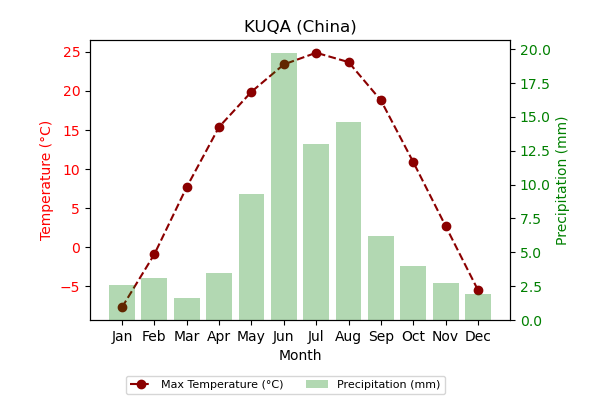 KUQA (China)
Temperature (°C)
25
20
15
10
5
0
−5
20.0
17.5
15.0
12.5
10.0
7.5
5.0
2.5
0.0
Precipitation (mm)
Jan Feb Mar Apr May Jun Jul Aug Sep Oct Nov Dec
Month
Max Temperature (°C) Precipitation (mm)